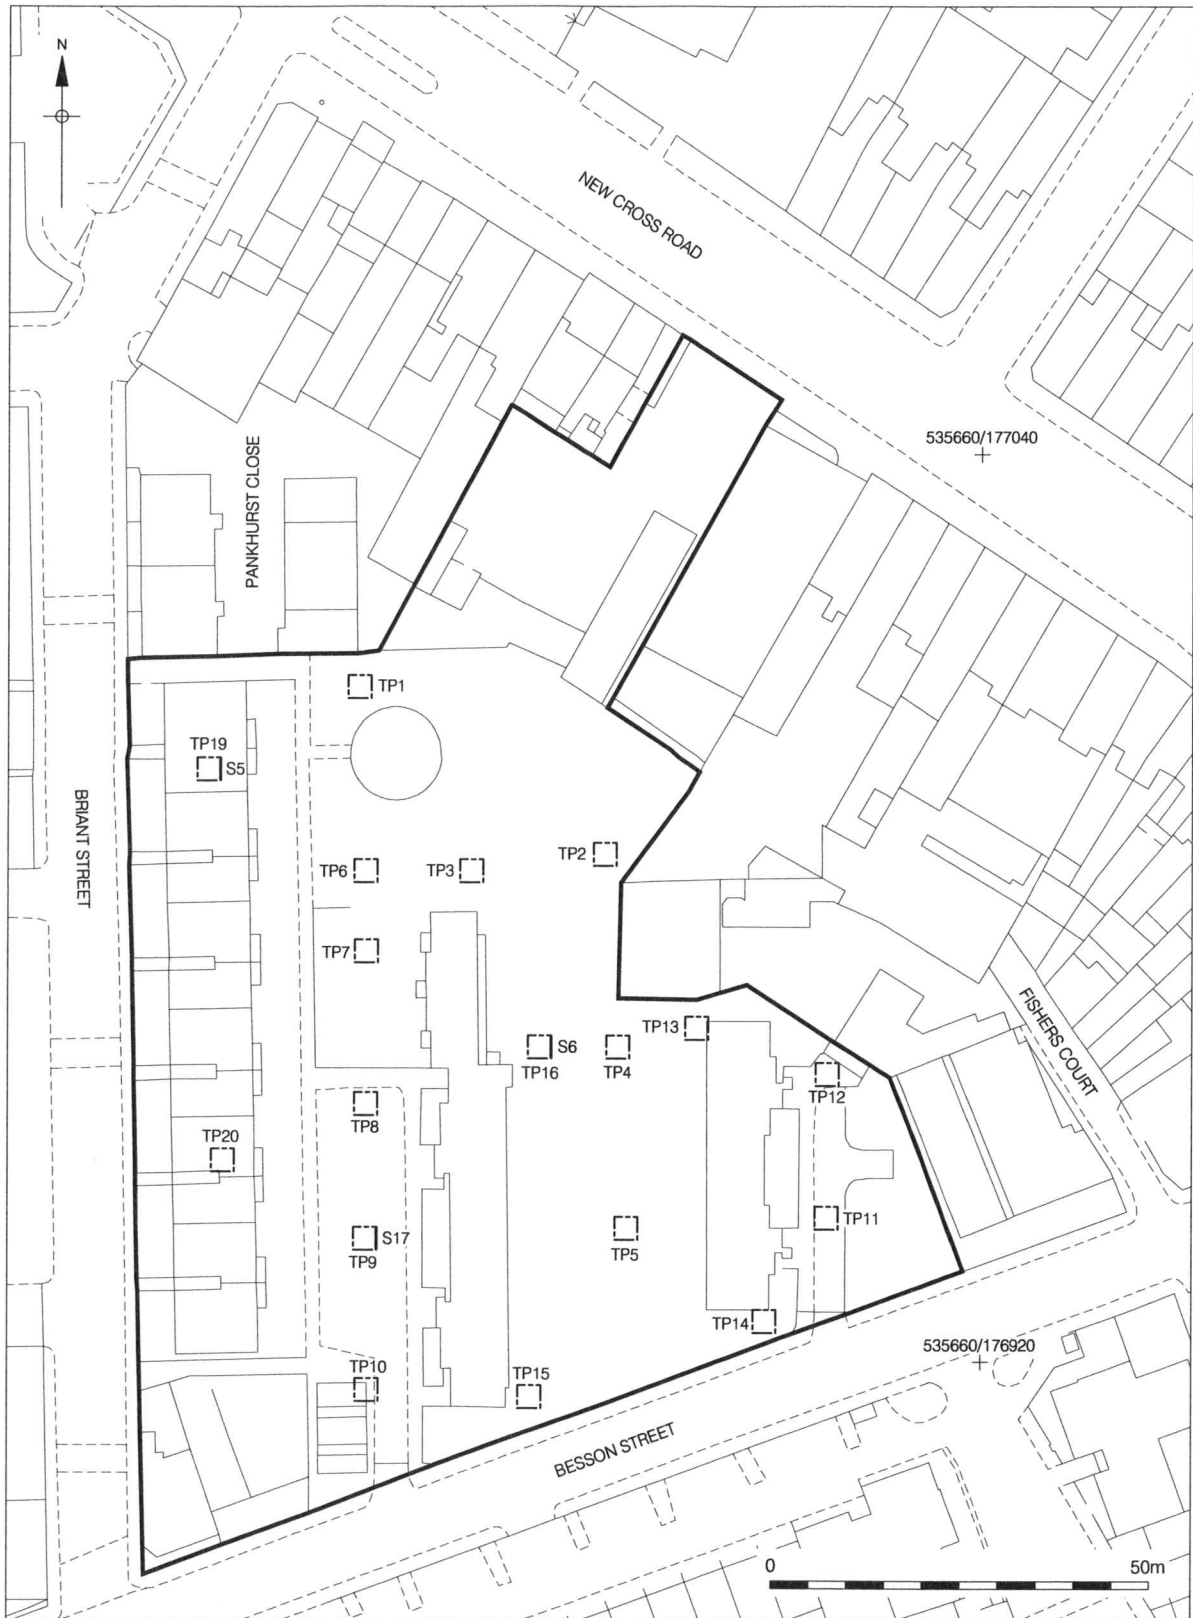 N
NEW CROSS ROAD
535660/177040
PANKHURST CLOSE
TP1
TP19
S5
BRIANT STREET
TP2
TP6
TP3
TP7
FISHERS COURT
TP13
S6
TP16
TP4
TP12
TP8
TP20
TP11
S17
TP9
TP5
TP14
535660/176920
TP10
TP15
BESSON STREET
0
50m